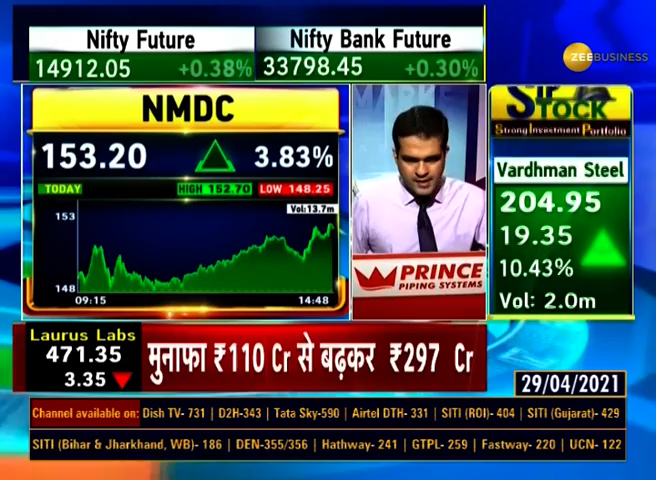 Nifty Future
14912.05 +0.38%
Nifty Bank Future
33798.45 +0.30%
ZEE BUSINESS
NMDC
153.20 3.83%
TODAY HIGH 152.70 LOW 148.25
Vol:13.7m
153
148
09:15 14:48
MARKE
PRINCE
PIPING SYSTEMS
SIP
STOCK
Strong Investment Portfolio
Vardhman Steel
204.95
19.35
10.43%
Vol: 2.0m
Laurus Labs
471.35
3.35
मुनाफा ₹110 Cr से बढ़कर ₹297 Cr
29/04/2021
Channel available on: Dish TV- 731 | D2H-343 | Tata Sky-590 | Airtel DTH- 331 | SITI (ROI)- 404 | SITI (Gujarat)- 429
SITI (Bihar & Jharkhand, WB)- 186 | DEN-355/356 | Hathway- 241 | GTPL- 259 | Fastway- 220 | UCN- 122